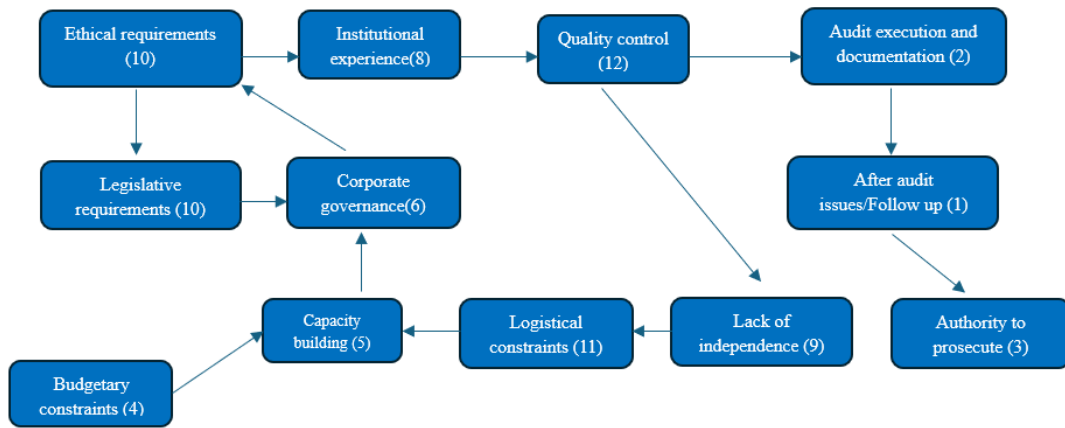 Ethical requirements
(10)
Institutional
experience(8)
Quality control
(12)
Audit execution and
documentation (2)
Legislative
requirements (10)
Corporate
governance(6)
After audit
issues/Follow up (1)
Capacity
building (5)
Logistical
constraints (11)
Lack of
independence (9)
Authority to
prosecute (3)
Budgetary
constraints (4)